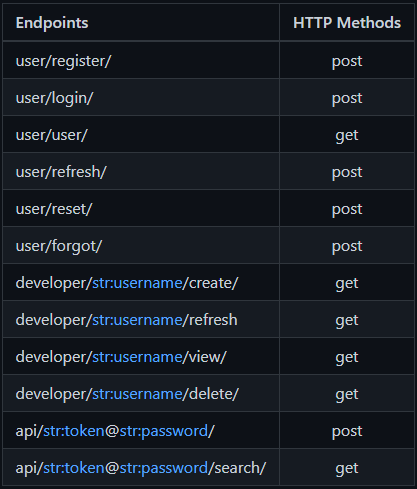 Endpoints HTTP Methods
user/register/ post
user/login/ post
user/user/ get
user/refresh/ post
user/reset/ post
user/forgot/ post
developer/str:username/create/ get
developer/str:username/refresh get
developer/str:username/view/ get
developer/str:username/delete/ get
api/str:token@str:password/ post
api/str:token@str:password/search/ get